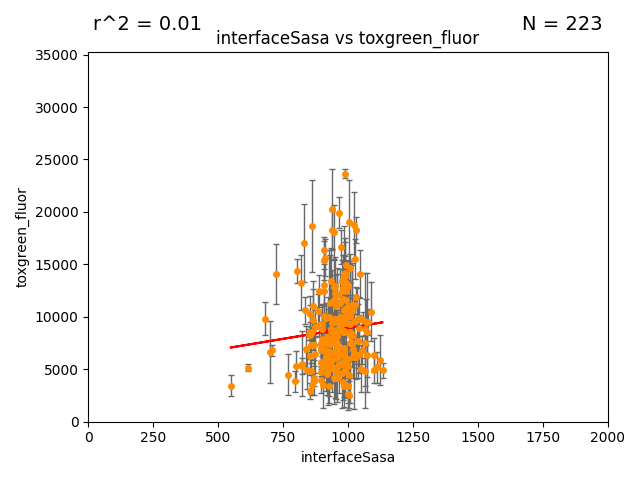 r^2 = 0.01
N = 223
interfaceSasa vs toxgreen_fluor
35000
30000
25000
20000
15000
10000
5000
0
toxgreen_fluor
0 250 500 750 1000 1250 1500 1750 2000
interfaceSasa